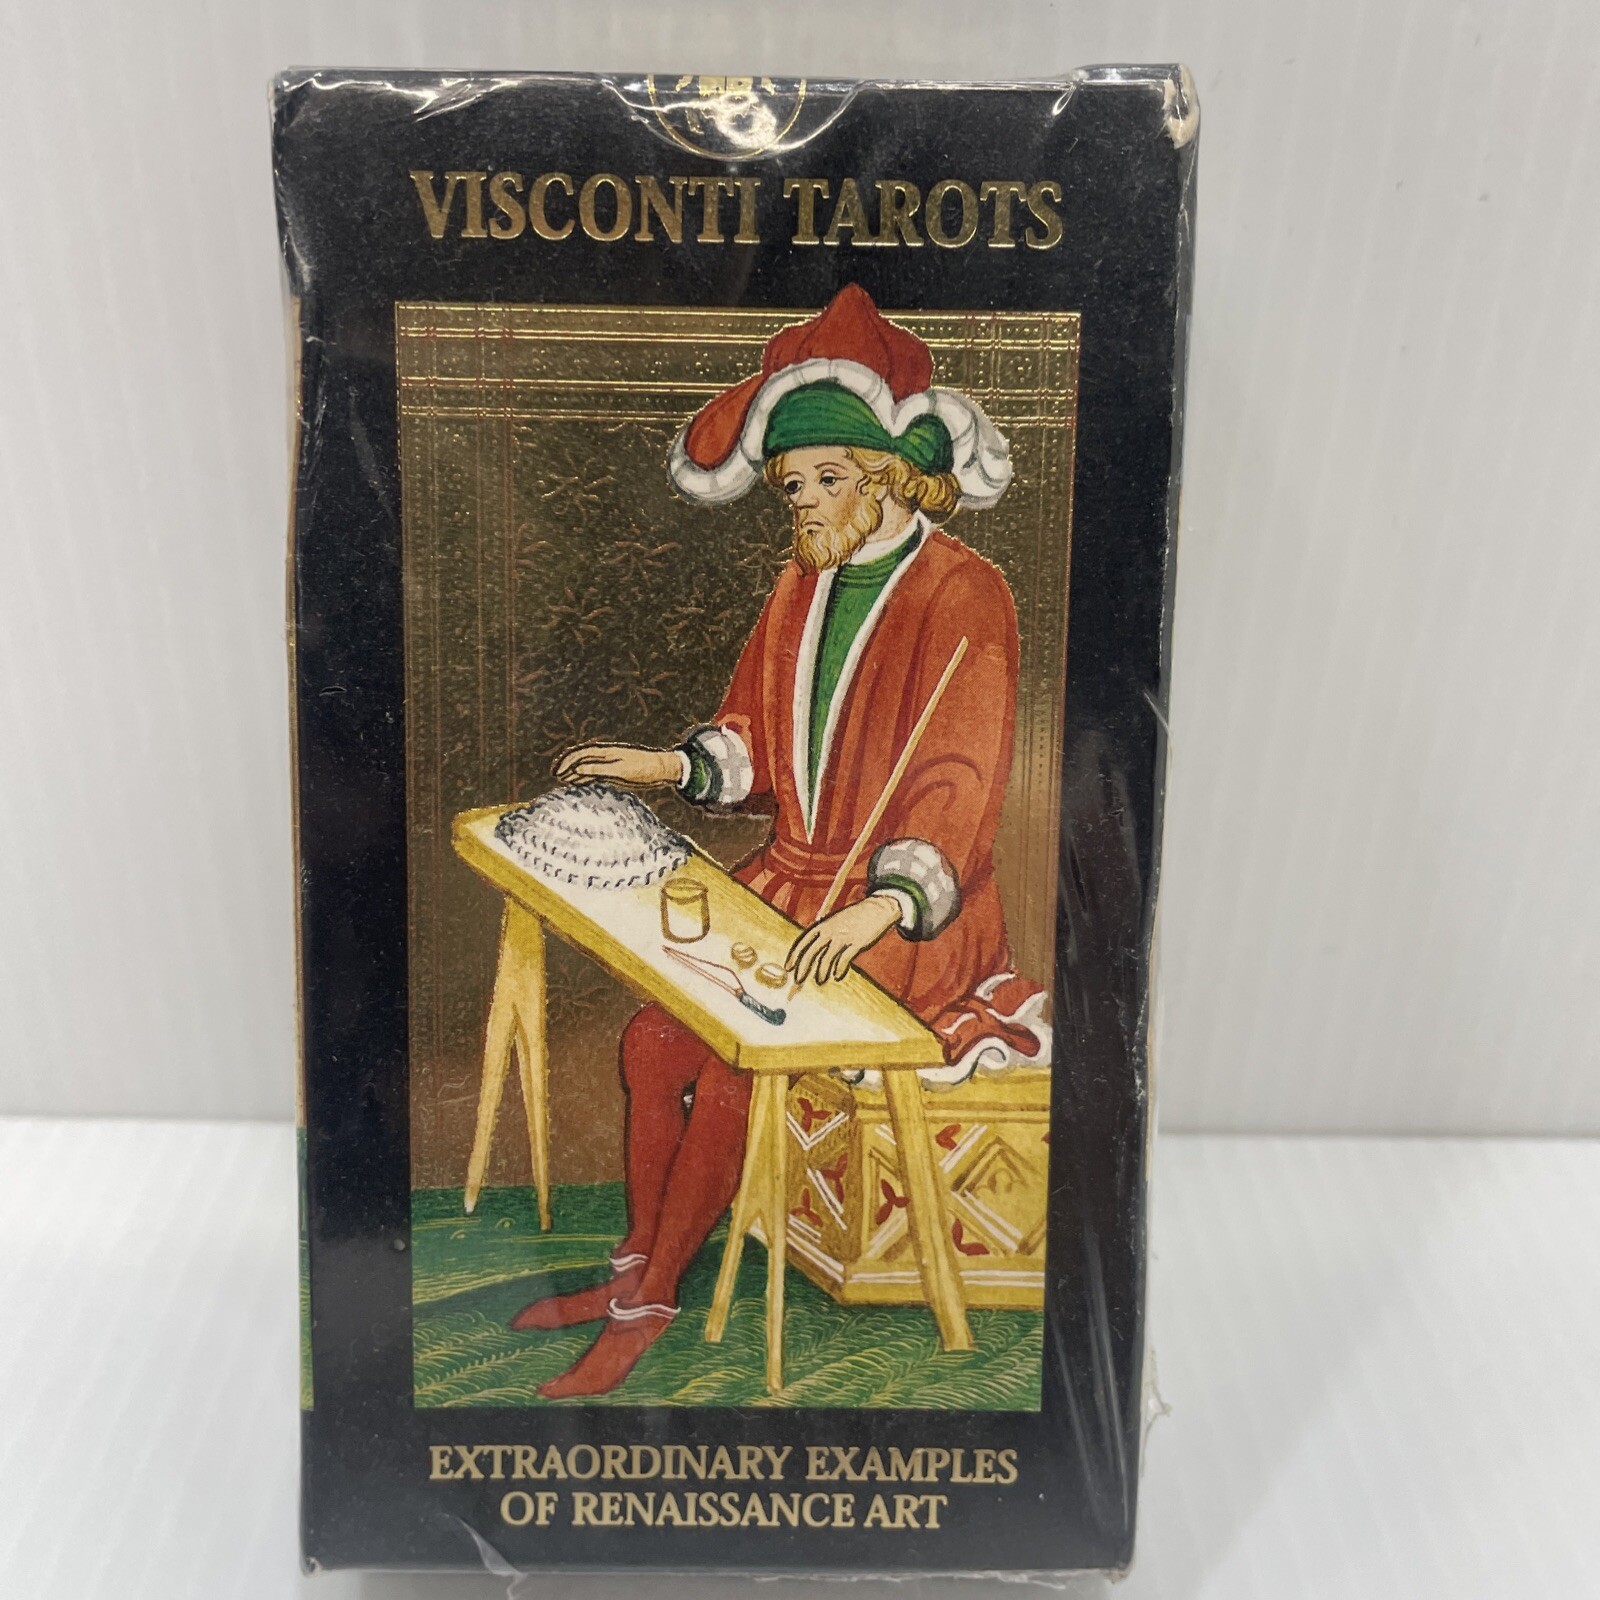 VISCONTI TAROTS
EXTRAORDINARY EXAMPLES
OF RENAISSANCE ART